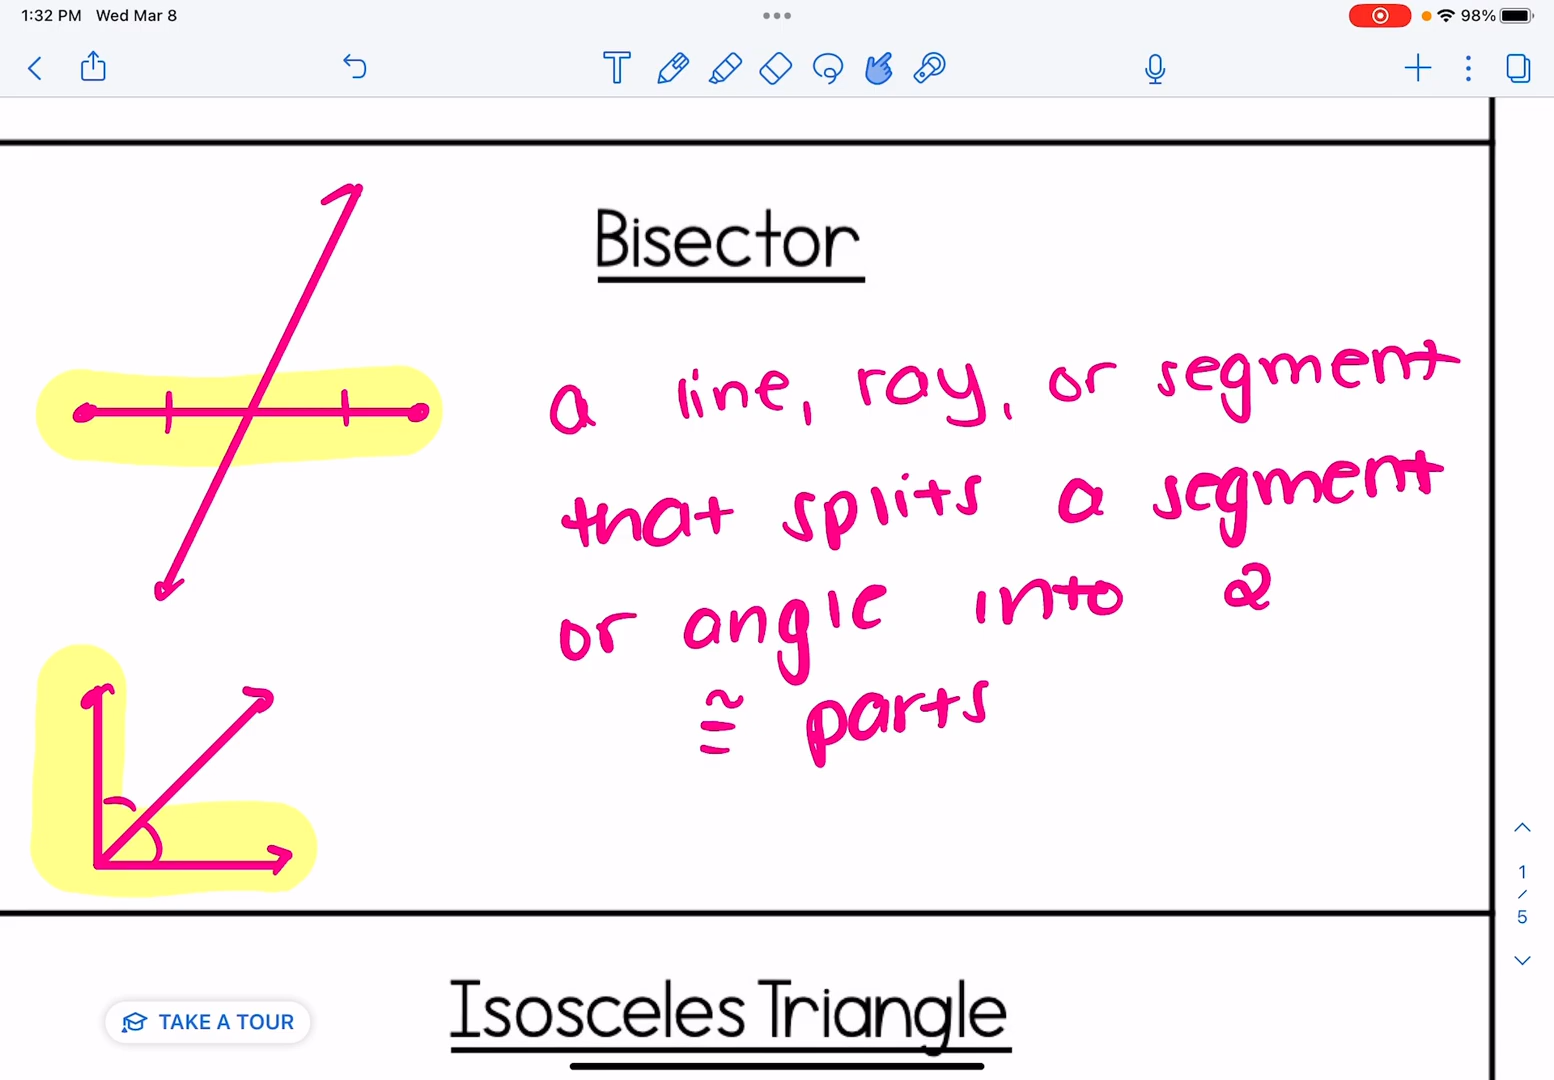 1:32 PM Wed Mar 8
98%
Bisector
a line, ray, or segment
that splits a segment
or angle into 2
≅ parts
1
/
5
TAKE A TOUR
Isosceles Triangle